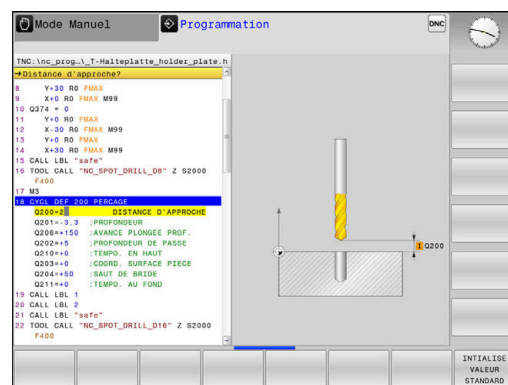 Mode Manuel
Programmation
DNC
TNC:\nc_prog…\_T-Halteplatte_holder_plate.h
→Distance d'approche?
8 Y+30 R0 FMAX
9 X+0 R0 FMAX M99
10 Q374 = 0
11 Y+0 R0 FMAX
12 X-30 R0 FMAX M99
13 Y+0 R0 FMAX
14 X+30 R0 FMAX M99
15 CALL LBL "safe"
16 TOOL CALL "NC_SPOT_DRILL_D8" Z S2000
F400
17 M3
18 CYCL DEF 200 PERCAGE
Q200=2 DISTANCE D'APPROCHE
Q201=-3.3 ;PROFONDEUR
Q206=+150 ;AVANCE PLONGEE PROF.
Q202=+5 ;PROFONDEUR DE PASSE
Q210=+0 ;TEMPO. EN HAUT
Q203=+0 ;COORD. SURFACE PIECE
Q204=+50 ;SAUT DE BRIDE
Q211=+0 ;TEMPO. AU FOND
19 CALL LBL 1
20 CALL LBL 2
21 CALL LBL "safe"
22 TOOL CALL "NC_SPOT_DRILL_D16" Z S2000
F400
I Q200
INTIALISE
VALEUR
STANDARD